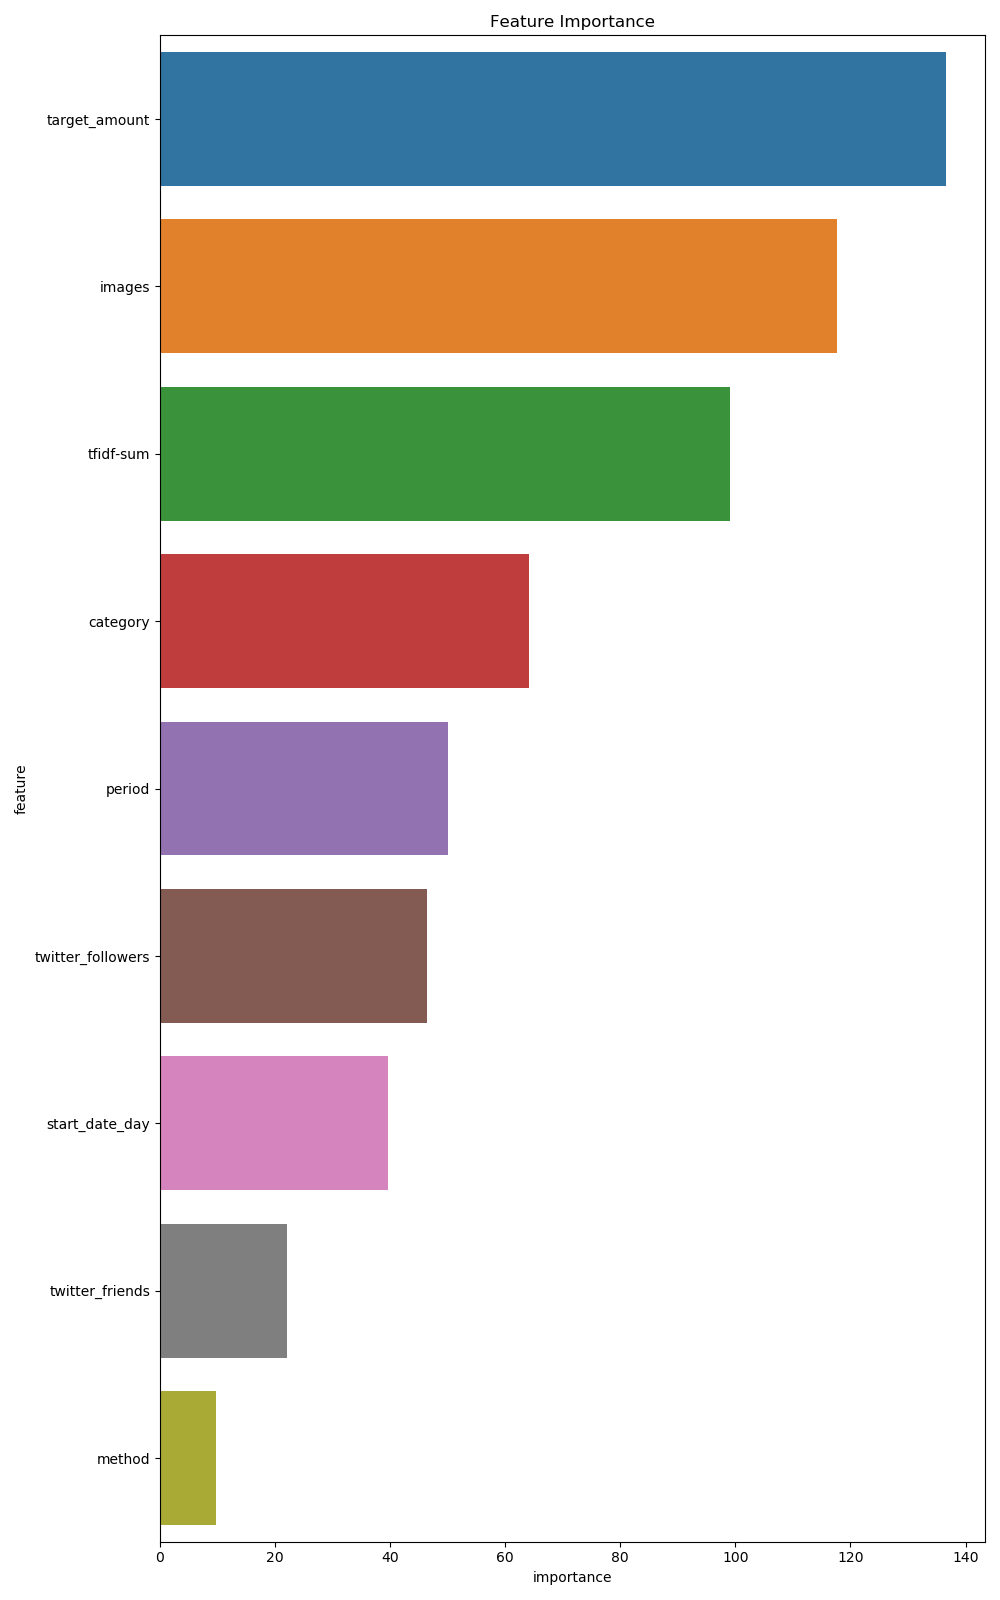 Feature Importance
target_amount
images
tfidf-sum
category
period
feature
twitter_followers
start_date_day
twitter_friends
method
0 20 40 60 80 100 120 140
importance